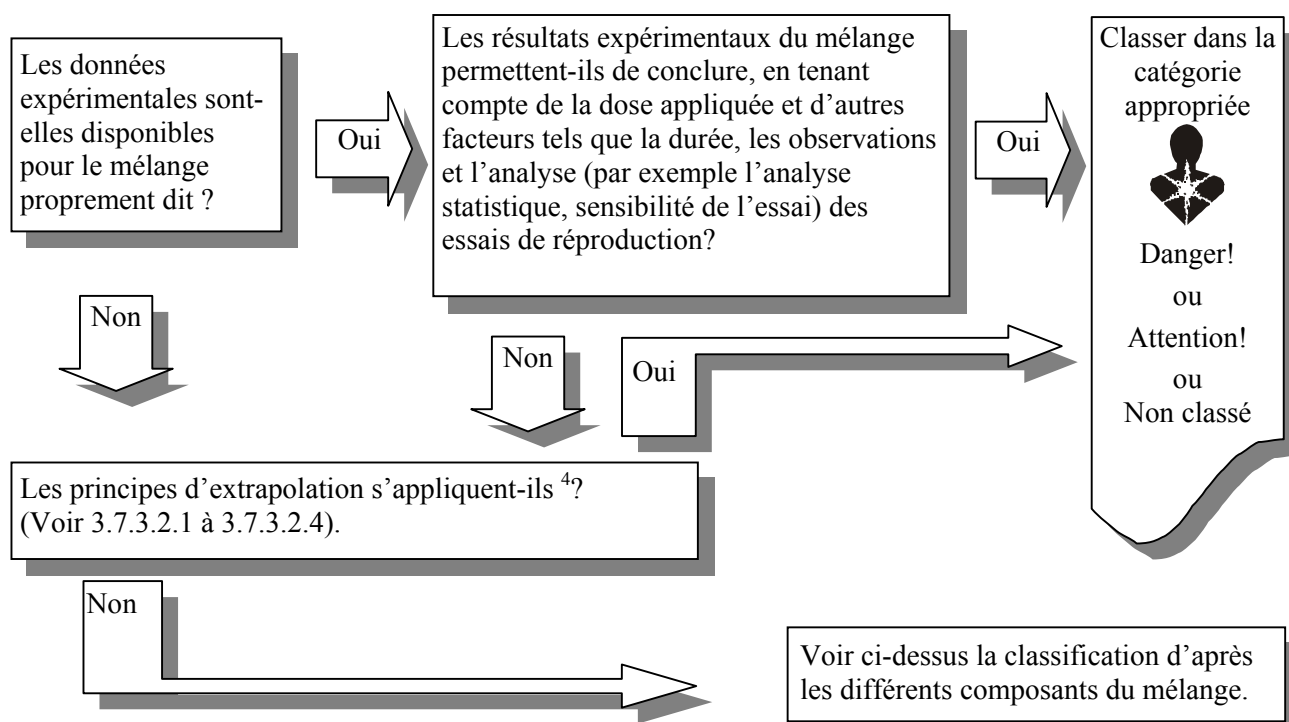 Les données
expérimentales sont-
elles disponibles
pour le mélange
proprement dit ?
Oui
Les résultats expérimentaux du mélange
permettent-ils de conclure, en tenant
compte de la dose appliquée et d’autres
facteurs tels que la durée, les observations
et l’analyse (par exemple l’analyse
statistique, sensibilité de l’essai) des
essais de réproduction?
Oui
Classer dans la
catégorie
appropriée
Danger!
ou
Attention!
ou
Non classé
Non
Non
Oui
Les principes d’extrapolation s’appliquent-ils ⁴?
(Voir 3.7.3.2.1 à 3.7.3.2.4).
Non
Voir ci-dessus la classification d’après
les différents composants du mélange.